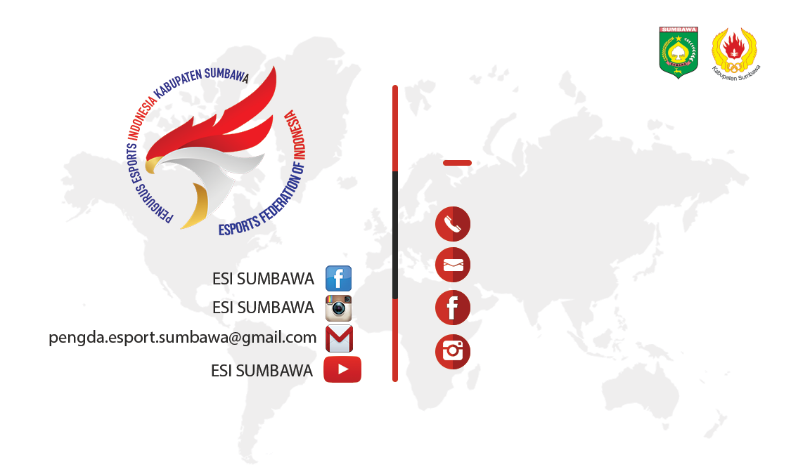 PENGURUS ESPORTS INDONESIA KABUPATEN SUMBAWA
ESPORTS FEDERATION OF INDONESIA
SUMBAWA
Kabupaten Sumbawa
ESI SUMBAWA
ESI SUMBAWA
pengda.esport.sumbawa@gmail.com
ESI SUMBAWA